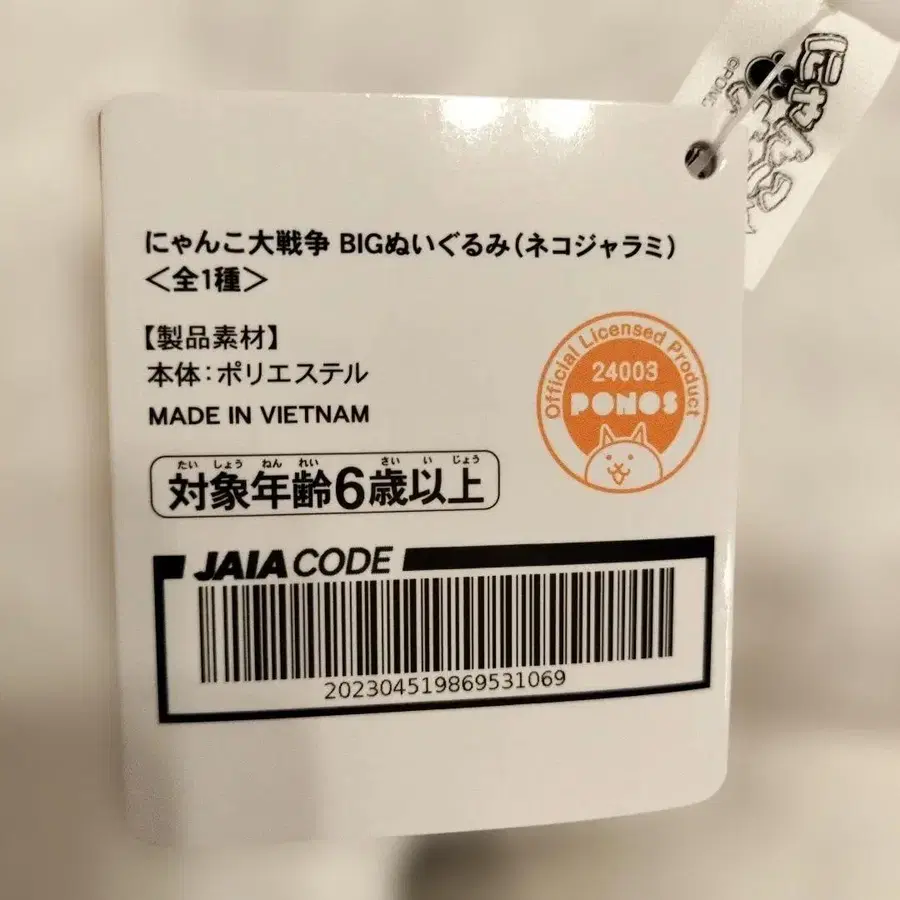 にゃんこ大戦争 BIGぬいぐるみ(ネコジャラミ)
<全1種>
【製品素材】
本体:ポリエステル
MADE IN VIETNAM
Official Licensed Product
24003
PONOS
たいしょうねんれい さいいじょう
対象年齢6歳以上
JAIA CODE
202304519869531069